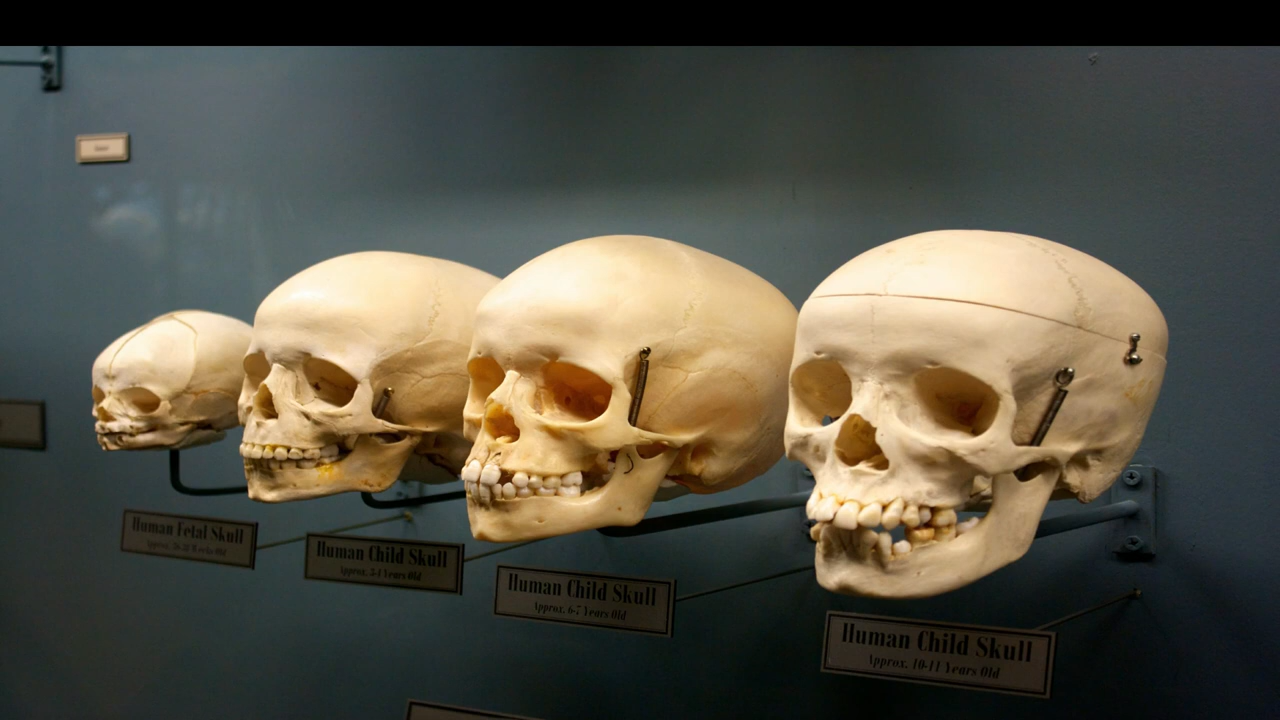 Human Fetal Skull
Human Child Skull
Approx. 3-4 Years Old
Human Child Skull
Approx. 6-7 Years Old
Human Child Skull
Approx. 10-11 Years Old